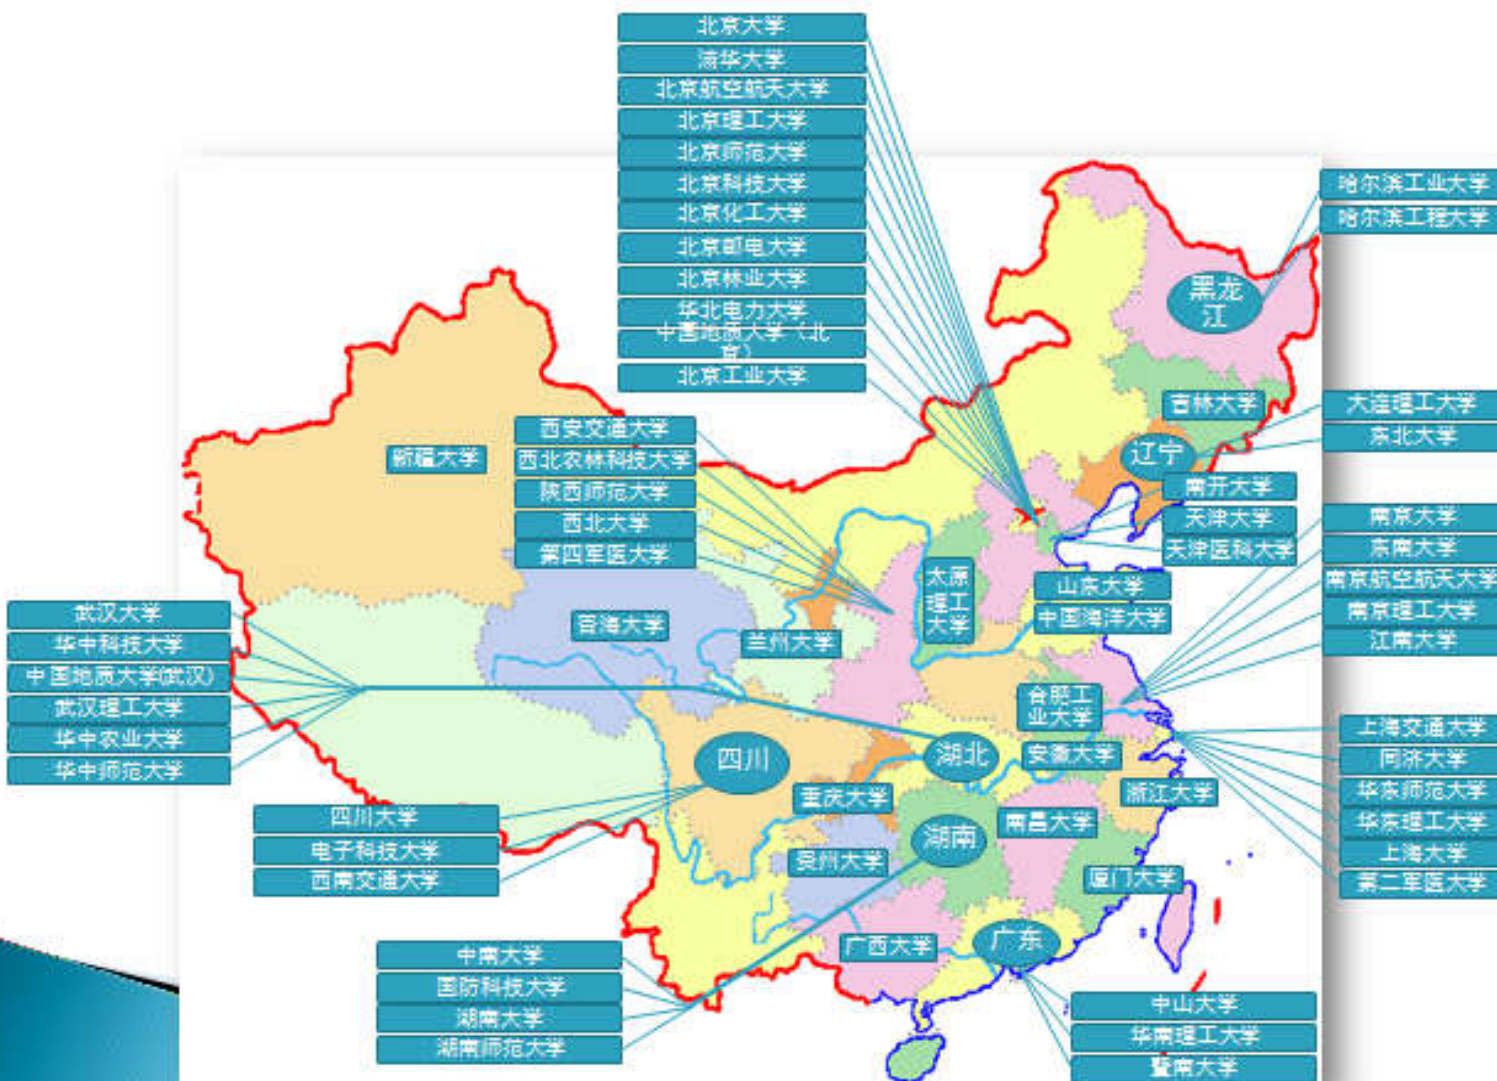 北京大学
清华大学
北京航空航天大学
北京理工大学
北京师范大学
北京科技大学
北京化工大学
北京邮电大学
北京林业大学
华北电力大学
中国地质大学（北
京）
北京工业大学
哈尔滨工业大学
哈尔滨工程大学
黑龙
江
吉林大学
大连理工大学
东北大学
辽宁
西安交通大学
西北农林科技大学
陕西师范大学
西北大学
第四军医大学
新疆大学
南开大学
天津大学
天津医科大学
南京大学
东南大学
南京航空航天大学
南京理工大学
江南大学
太原
理工
大学
山东大学
中国海洋大学
武汉大学
华中科技大学
中国地质大学(武汉)
武汉理工大学
华中农业大学
华中师范大学
青海大学
兰州大学
合肥工
业大学
安徽大学
上海交通大学
同济大学
华东师范大学
华东理工大学
上海大学
第二军医大学
四川
湖北
重庆大学
浙江大学
四川大学
电子科技大学
西南交通大学
湖南
南昌大学
贵州大学
厦门大学
广西大学
广东
中南大学
国防科技大学
湖南大学
湖南师范大学
中山大学
华南理工大学
暨南大学